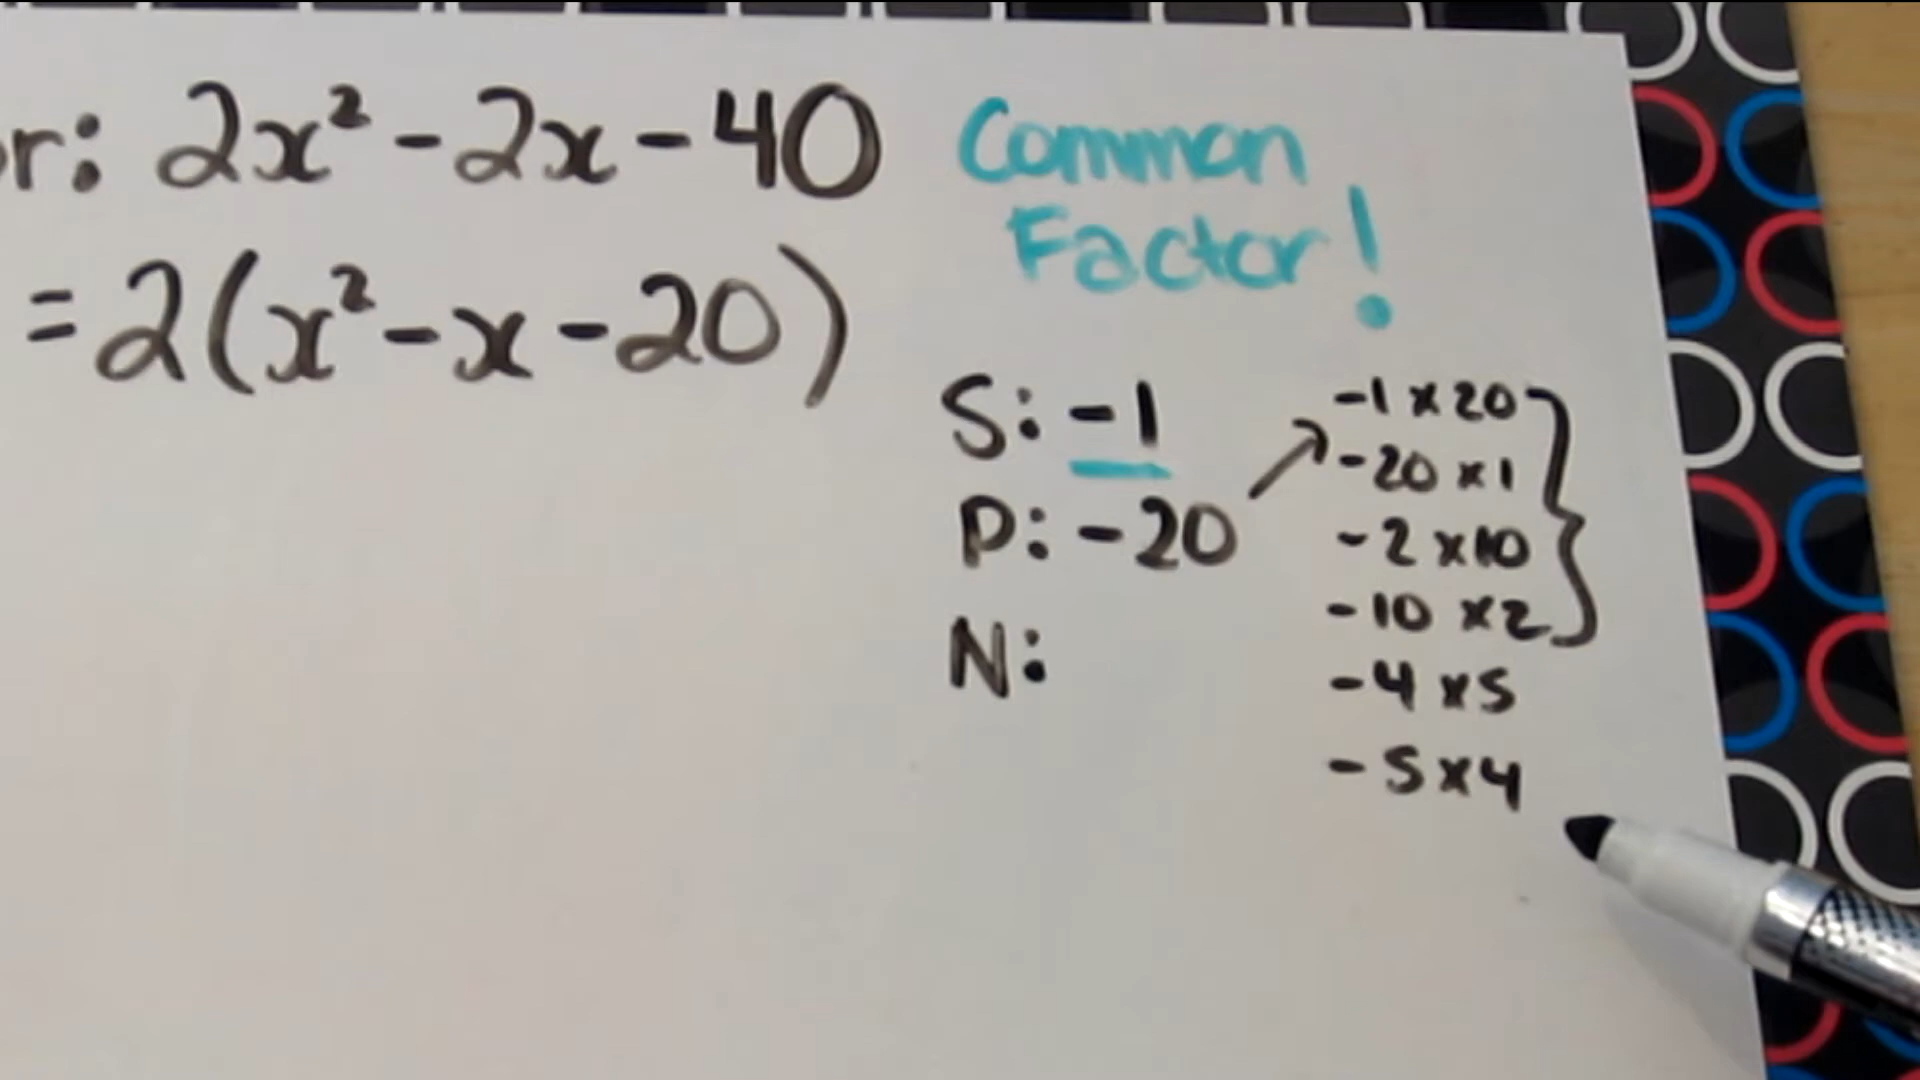 r: 2x² - 2x - 40
Common
Factor!
= 2(x² - x - 20)
S: -1
P: -20
N:
-1 x 20
-20 x 1
-2 x 10
-10 x 2
-4 x 5
-5 x 4